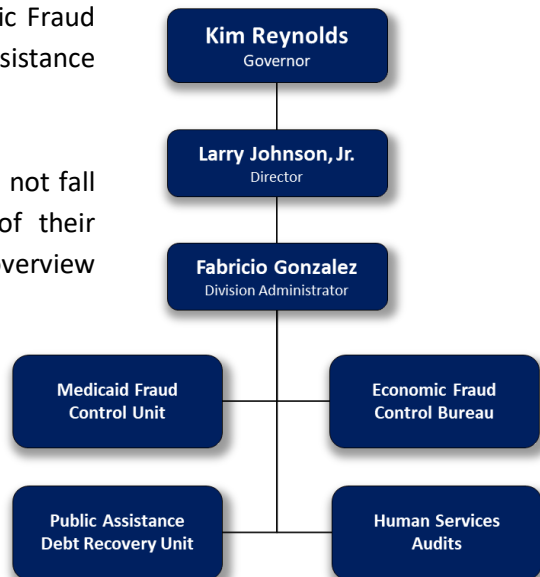 ic Fraud
sistance
not fall
of their
overview
Kim Reynolds
Governor
Larry Johnson, Jr.
Director
Fabricio Gonzalez
Division Administrator
Medicaid Fraud
Control Unit
Economic Fraud
Control Bureau
Public Assistance
Debt Recovery Unit
Human Services
Audits